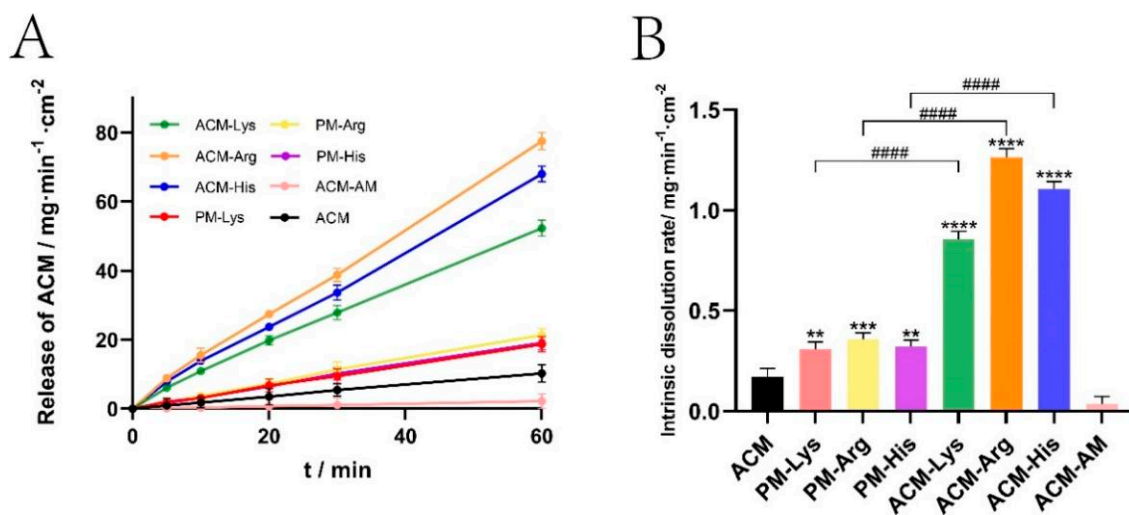 A
Release of ACM / mg·min⁻¹·cm⁻²
80
60
40
20
0
ACM-Lys
ACM-Arg
ACM-His
PM-Lys
PM-Arg
PM-His
ACM-AM
ACM
0
20
40
60
t / min
B
Intrinsic dissolution rate/ mg·min⁻¹·cm⁻²
1.5
1.0
0.5
0.0
####
####
####
**
***
**
****
****
****
ACM
PM-Lys
PM-Arg
PM-His
ACM-Lys
ACM-Arg
ACM-His
ACM-AM